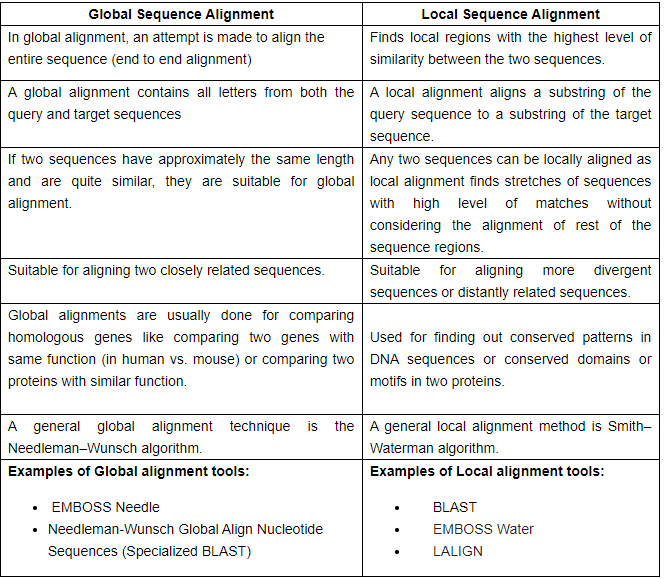 Global Sequence Alignment
Local Sequence Alignment
In global alignment, an attempt is made to align the
entire sequence (end to end alignment)
Finds local regions with the highest level of
similarity between the two sequences.
A global alignment contains all letters from both the
query and target sequences
A local alignment aligns a substring of the
query sequence to a substring of the target
sequence.
If two sequences have approximately the same length
and are quite similar, they are suitable for global
alignment.
Any two sequences can be locally aligned as
local alignment finds stretches of sequences
with high level of matches without
considering the alignment of rest of the
sequence regions.
Suitable for aligning two closely related sequences.
Suitable for aligning more divergent
sequences or distantly related sequences.
Global alignments are usually done for comparing
homologous genes like comparing two genes with
same function (in human vs. mouse) or comparing two
proteins with similar function.
Used for finding out conserved patterns in
DNA sequences or conserved domains or
motifs in two proteins.
A general global alignment technique is the
Needleman–Wunsch algorithm.
A general local alignment method is Smith–
Waterman algorithm.
Examples of Global alignment tools:
• EMBOSS Needle
• Needleman-Wunsch Global Align Nucleotide
Sequences (Specialized BLAST)
Examples of Local alignment tools:
• BLAST
• EMBOSS Water
• LALIGN